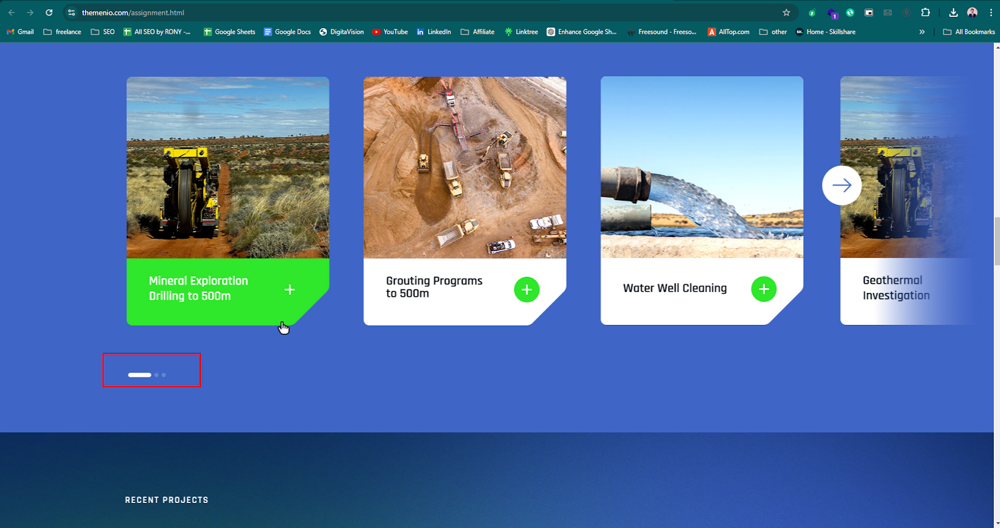 themenio.com/assignment.html
Gmail
freelance
SEO
All SEO by RONY -...
Google Sheets
Google Docs
DigitaVision
YouTube
LinkedIn
Affiliate
Linktree
Enhance Google Sh...
Freesound - Freeso...
AllTop.com
other
Home - Skillshare
»
All Bookmarks
Mineral Exploration
Drilling to 500m
Grouting Programs
to 500m
Water Well Cleaning
Geothermal
Investigation
RECENT PROJECTS